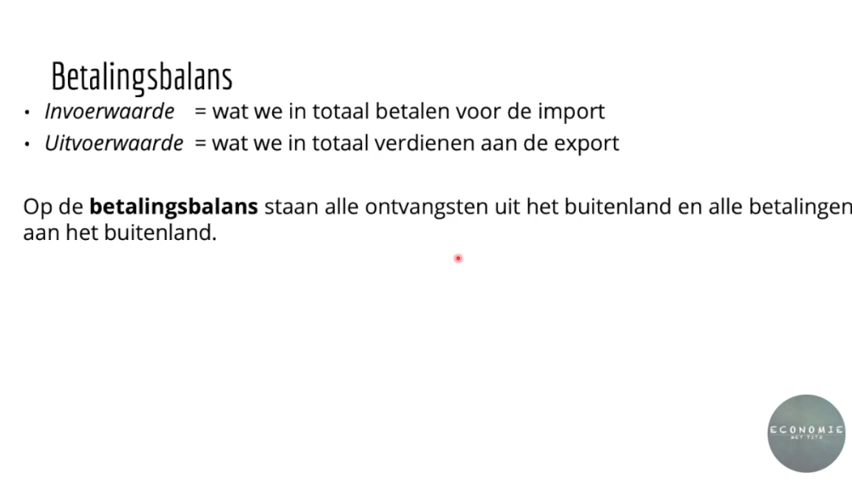 Betalingsbalans
• Invoerwaarde = wat we in totaal betalen voor de import
• Uitvoerwaarde = wat we in totaal verdienen aan de export
Op de betalingsbalans staan alle ontvangsten uit het buitenland en alle betalingen
aan het buitenland.
ECONOMIE